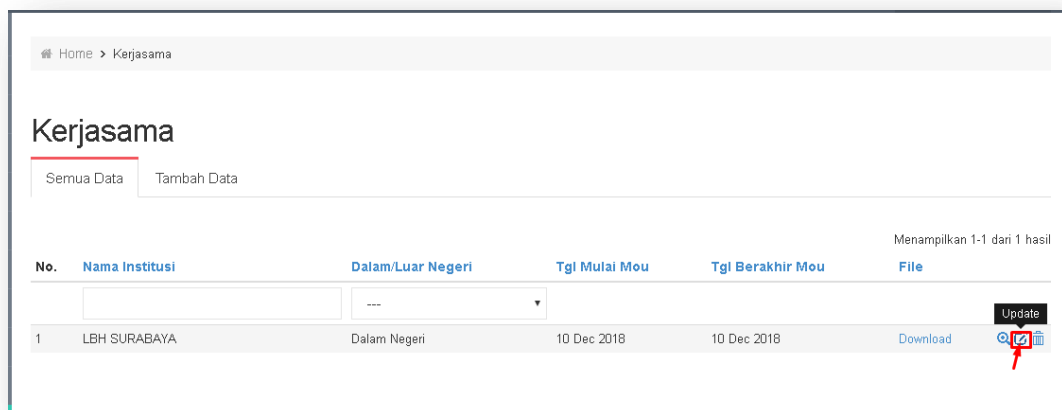 Home > Kerjasama
Kerjasama
Semua Data Tambah Data
Menampilkan 1-1 dari 1 hasil
No. Nama Institusi Dalam/Luar Negeri Tgl Mulai Mou Tgl Berakhir Mou File
---
Update
1 LBH SURABAYA Dalam Negeri 10 Dec 2018 10 Dec 2018 Download